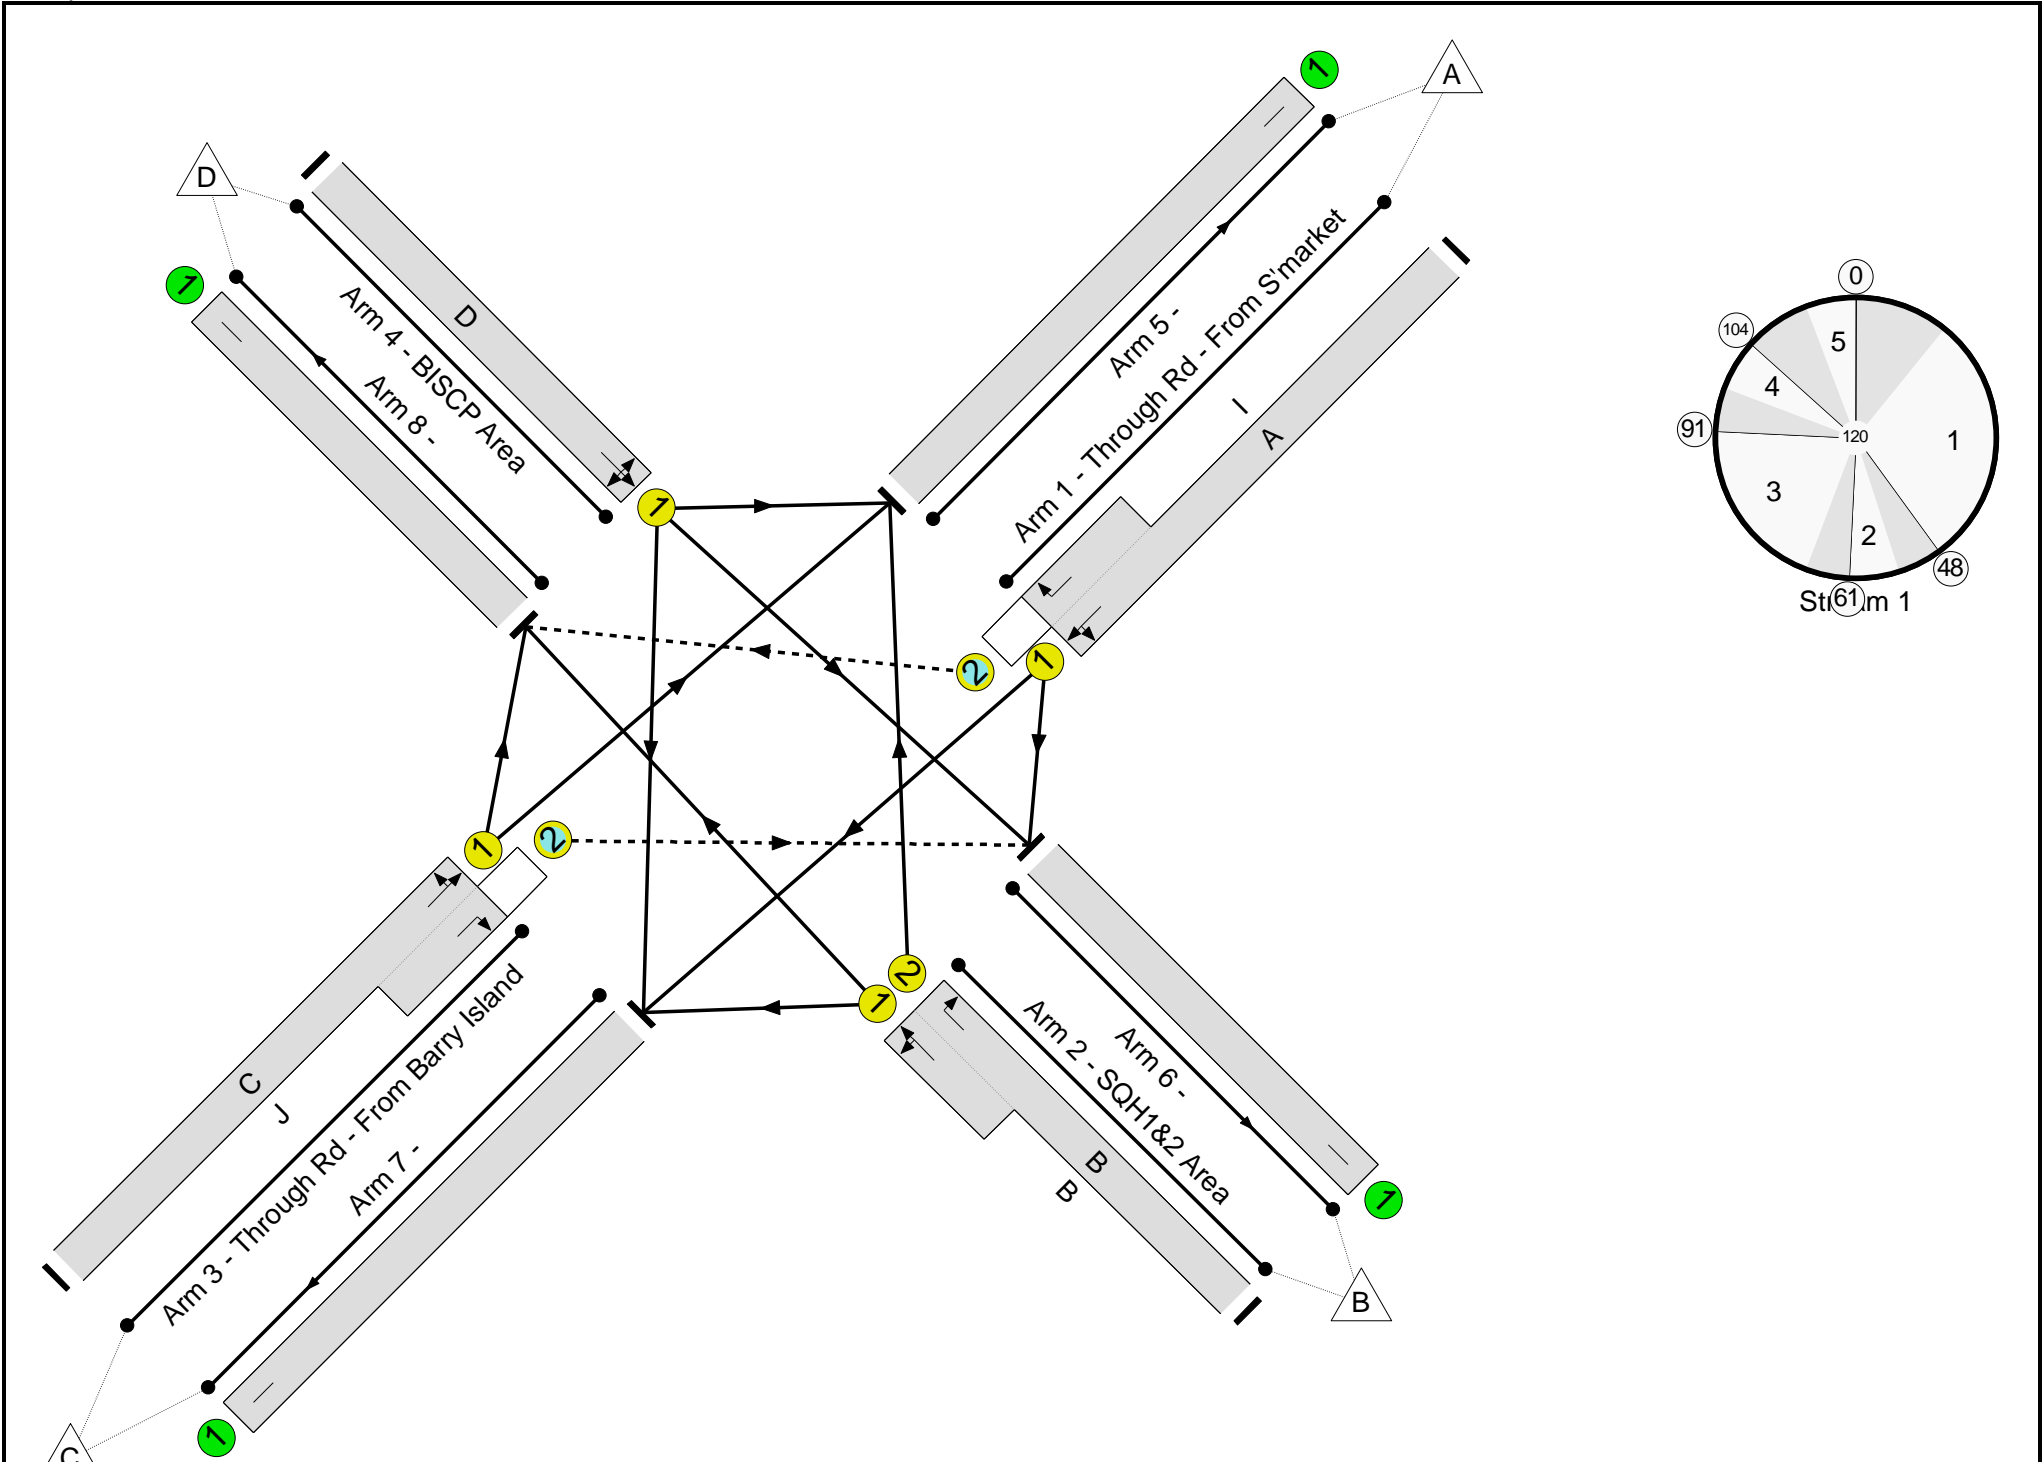 A
1
D
1
Arm 5 -
Arm 1 - Through Rd - From S'market
I
A
D
Arm 4 - BISCP Area
Arm 8 -
0
104
5
4
91
120
1
3
2
48
61
Stream 1
1
1
2
1
2
1
2
1
C
J
Arm 3 - Through Rd - From Barry Island
Arm 7 -
Arm 6 -
Arm 2 - SQH1&2 Area
B
B
1
B
1
C